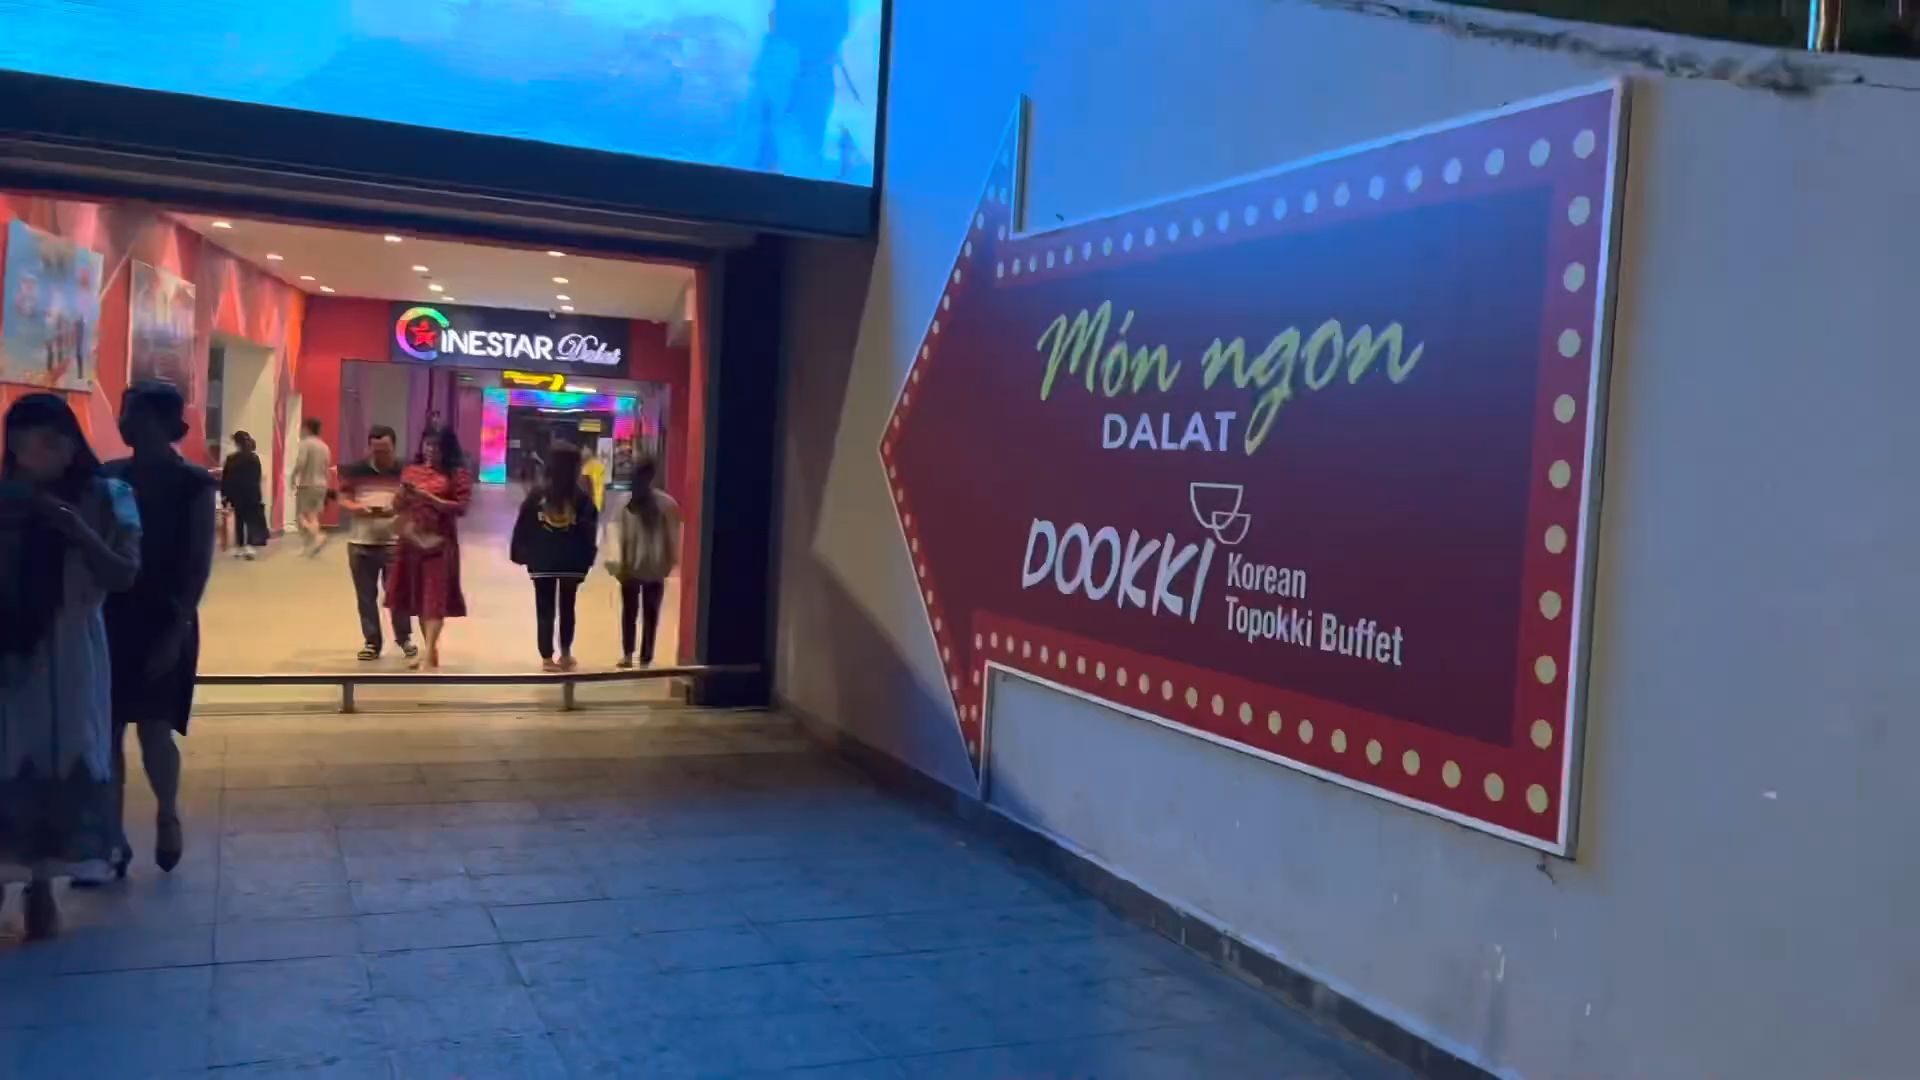 CINESTAR Dalat
Món ngon
DALAT
DOOKKI
Korean
Topokki Buffet